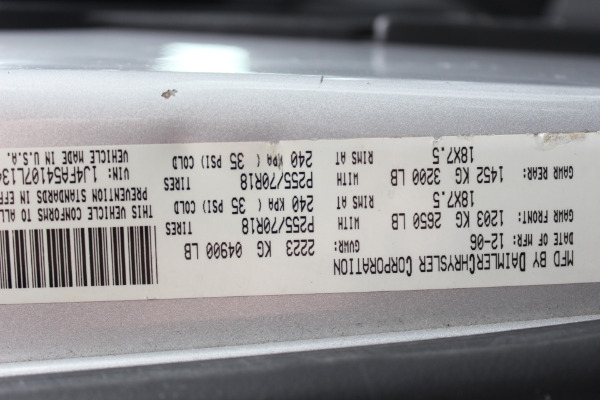 MFD BY DAIMLERCHRYSLER CORPORATION
DATE OF MFR: 12-06 GVWR: 2223 KG 04900 LB
GAWR FRONT: 1203 KG 2650 LB WITH P255/70R18 TIRES
18X7.5 RIMS AT 240 KPA ( 35 PSI) COLD
GAWR REAR: 1452 KG 3200 LB WITH P255/70R18 TIRES
18X7.5 RIMS AT 240 KPA ( 35 PSI) COLD
THIS VEHICLE CONFORMS TO ALL
PREVENTION STANDARDS IN EFFE
VIN: 1J4FA54107L134
VEHICLE MADE IN U.S.A.